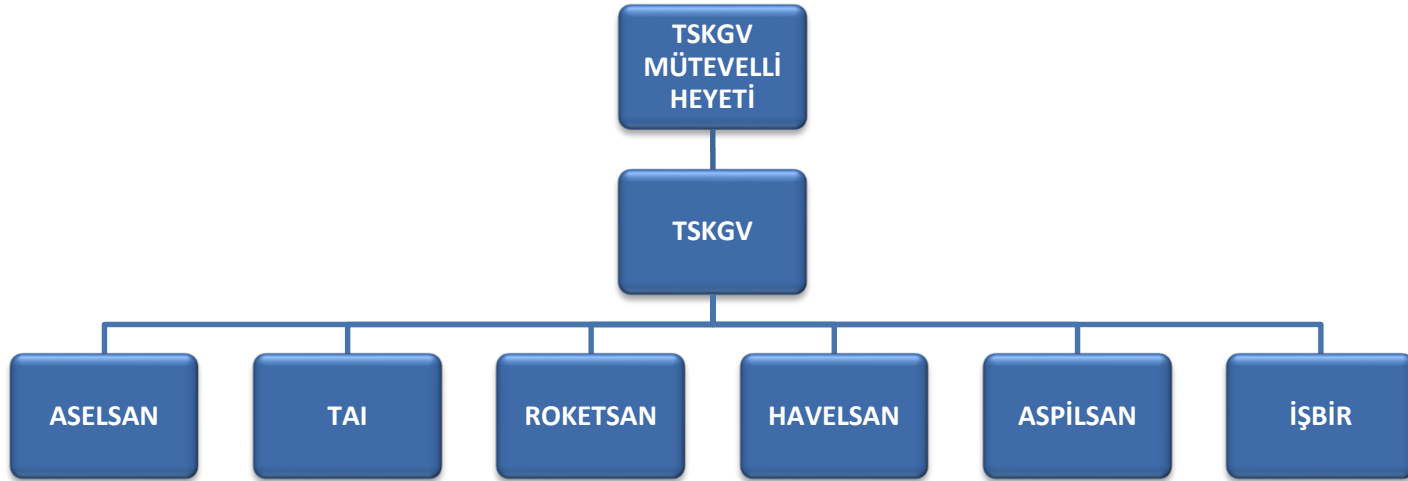 TSKGV
MÜTEVELLİ
HEYETİ
TSKGV
ASELSAN
TAI
ROKETSAN
HAVELSAN
ASPİLSAN
İŞBİR